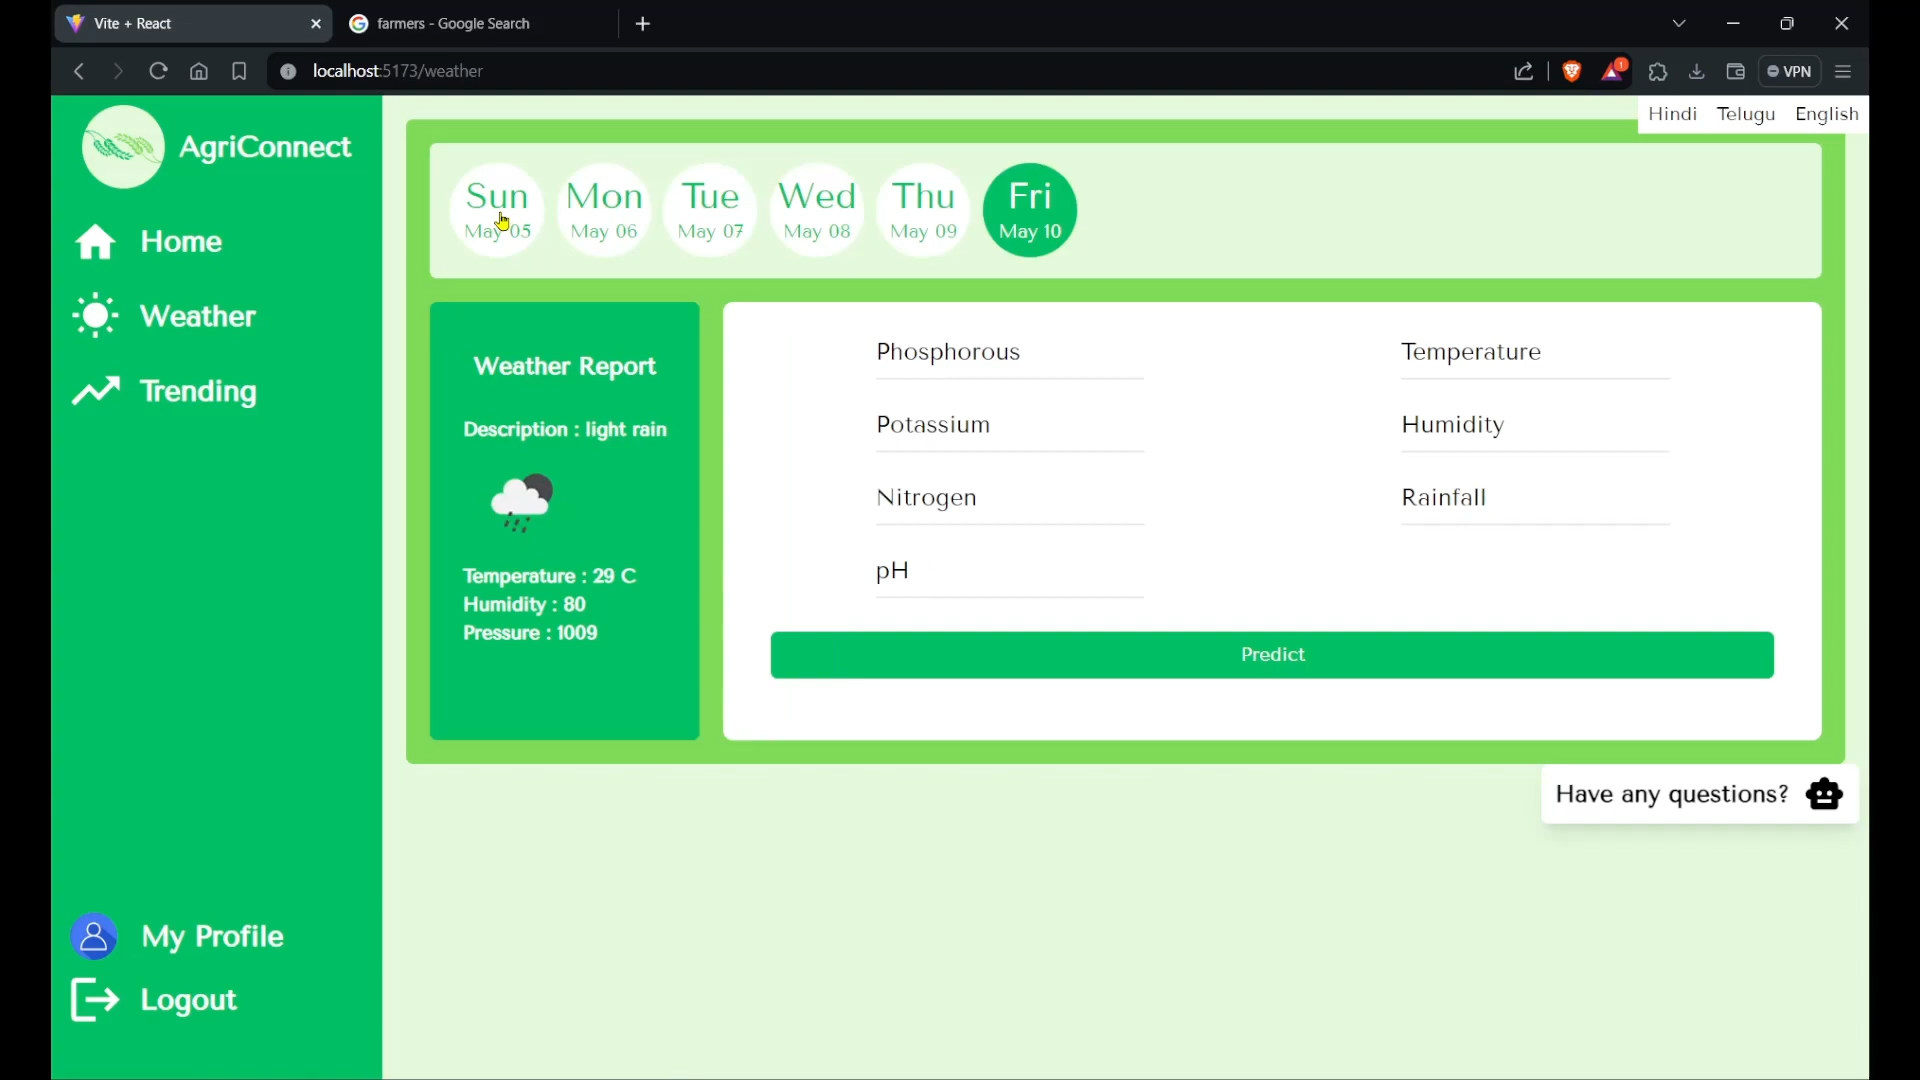 Vite + React
farmers - Google Search
localhost:5173/weather
1
VPN
Hindi Telugu English
AgriConnect
Home
Weather
Trending
My Profile
Logout
Sun
May 05
Mon
May 06
Tue
May 07
Wed
May 08
Thu
May 09
Fri
May 10
Weather Report
Description : light rain
Temperature : 29 C
Humidity : 80
Pressure : 1009
Phosphorous
Potassium
Nitrogen
pH
Temperature
Humidity
Rainfall
Predict
Have any questions?